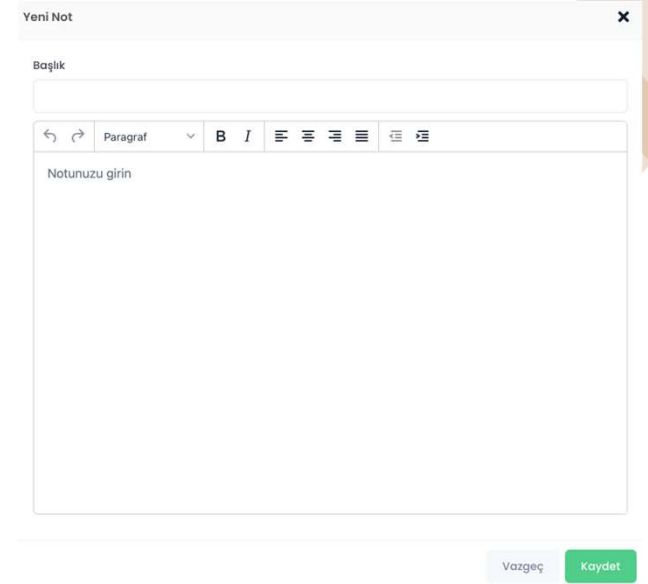 Yeni Not
Başlık
Paragraf B I
Notunuzu girin
Vazgeç Kaydet